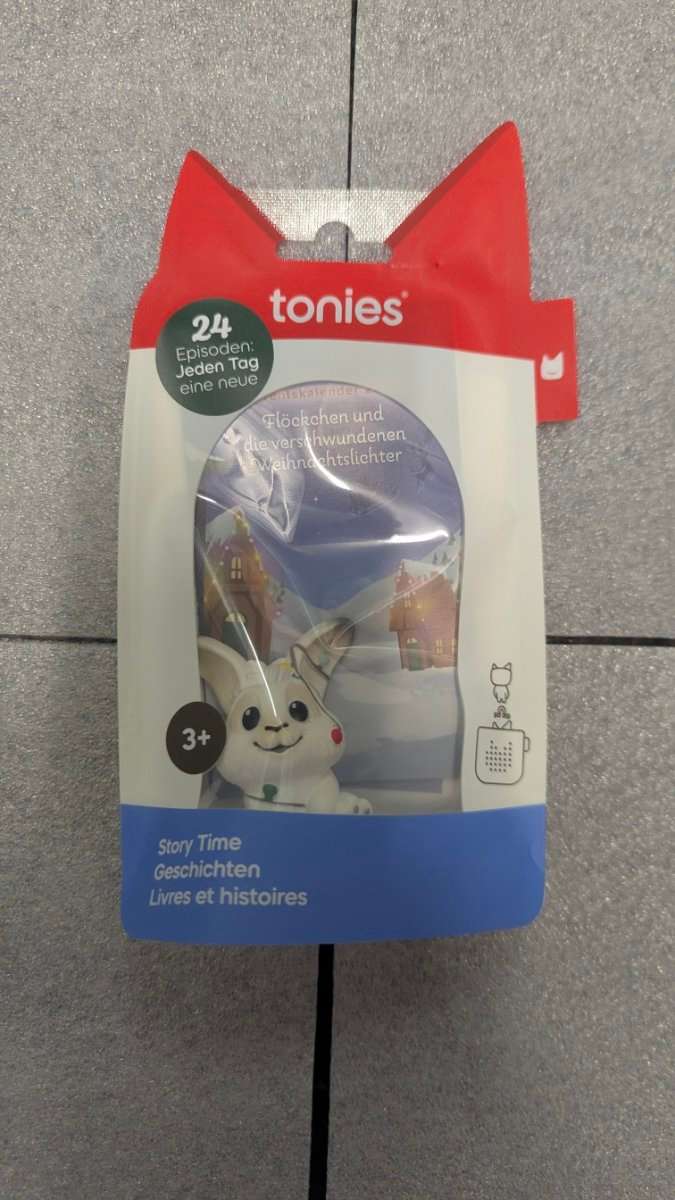 tonies®
24
Episoden:
Jeden Tag
eine neue
Flöckchen und
die verschwundenen
Weihnachtslichter
3+
Story Time
Geschichten
Livres et histoires